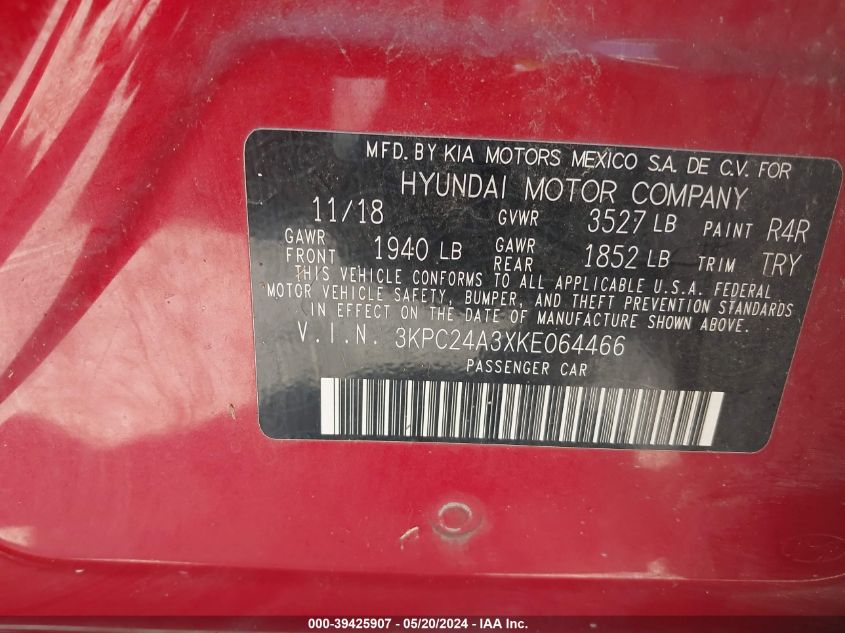 MFD. BY KIA MOTORS MEXICO S.A. DE C.V. FOR
HYUNDAI MOTOR COMPANY
11/18 GVWR 3527 LB PAINT R4R
GAWR FRONT 1940 LB GAWR REAR 1852 LB TRIM TRY
THIS VEHICLE CONFORMS TO ALL APPLICABLE U.S.A. FEDERAL
MOTOR VEHICLE SAFETY, BUMPER, AND THEFT PREVENTION STANDARDS
IN EFFECT ON THE DATE OF MANUFACTURE SHOWN ABOVE.
V.I.N. 3KPC24A3XKE064466
PASSENGER CAR
000-39425907 - 05/20/2024 - IAA Inc.